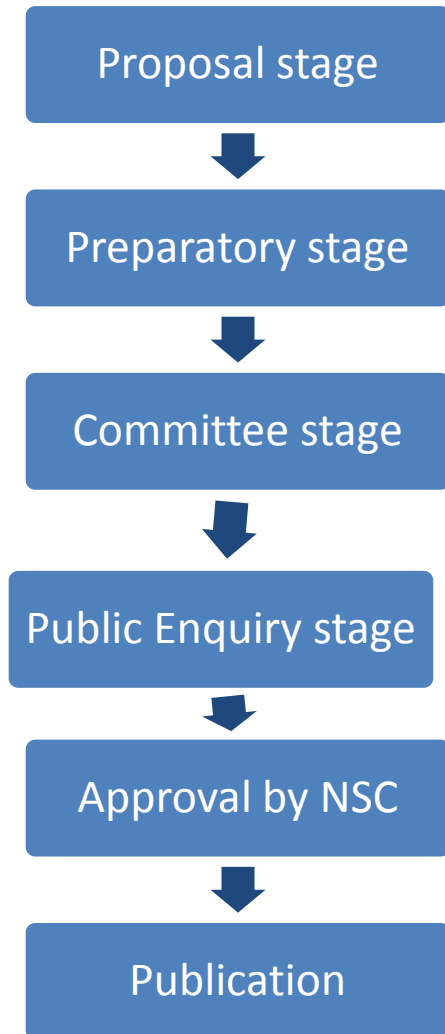 Proposal stage
Preparatory stage
Committee stage
Public Enquiry stage
Approval by NSC
Publication